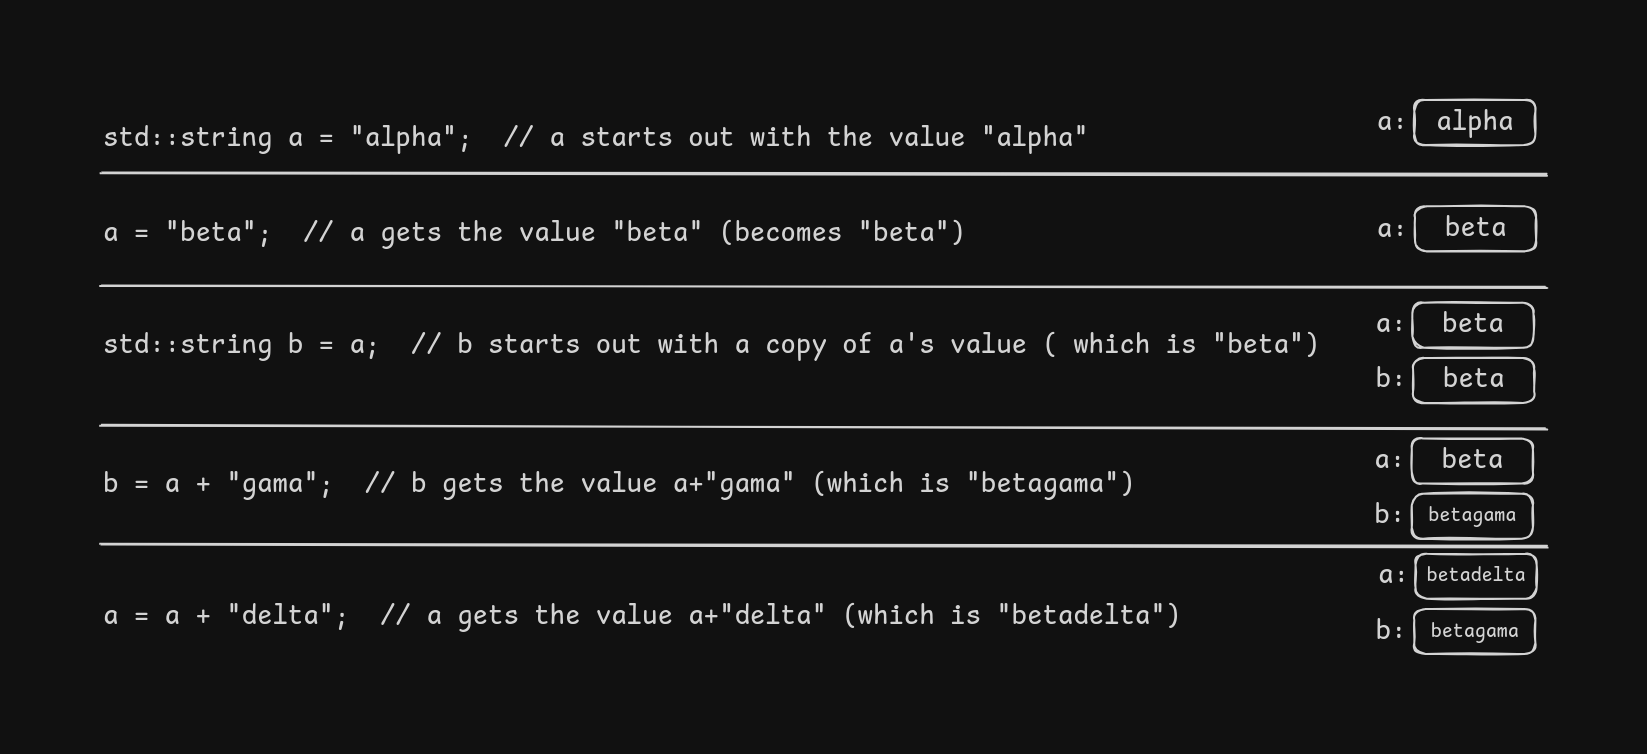 std::string a = "alpha";  // a starts out with the value "alpha"
a: alpha
a = "beta";  // a gets the value "beta" (becomes "beta")
a: beta
std::string b = a;  // b starts out with a copy of a's value ( which is "beta")
a: beta
b: beta
b = a + "gama";  // b gets the value a+"gama" (which is "betagama")
a: beta
b: betagama
a = a + "delta";  // a gets the value a+"delta" (which is "betadelta")
a: betadelta
b: betagama